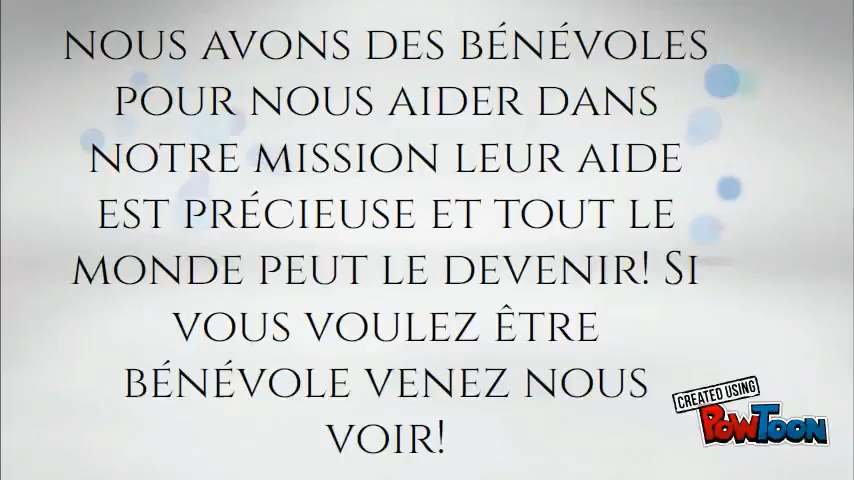 NOUS AVONS DES BÉNÉVOLES
POUR NOUS AIDER DANS
NOTRE MISSION LEUR AIDE
EST PRÉCIEUSE ET TOUT LE
MONDE PEUT LE DEVENIR! SI
VOUS VOULEZ ÊTRE
BÉNÉVOLE VENEZ NOUS
VOIR!
CREATED USING
POWTOON